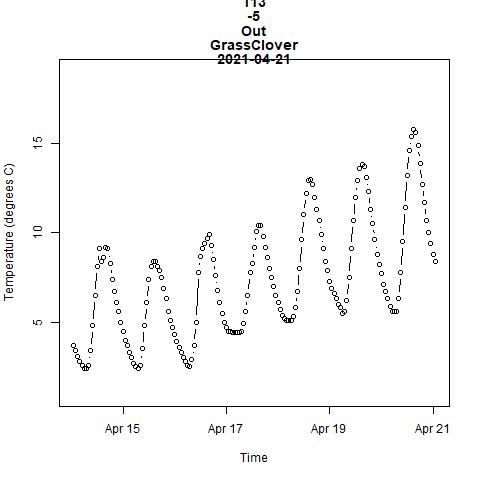 T13
-5
Out
GrassClover
2021-04-21
15
10
5
Temperature (degrees C)
Apr 15
Apr 17
Apr 19
Apr 21
Time